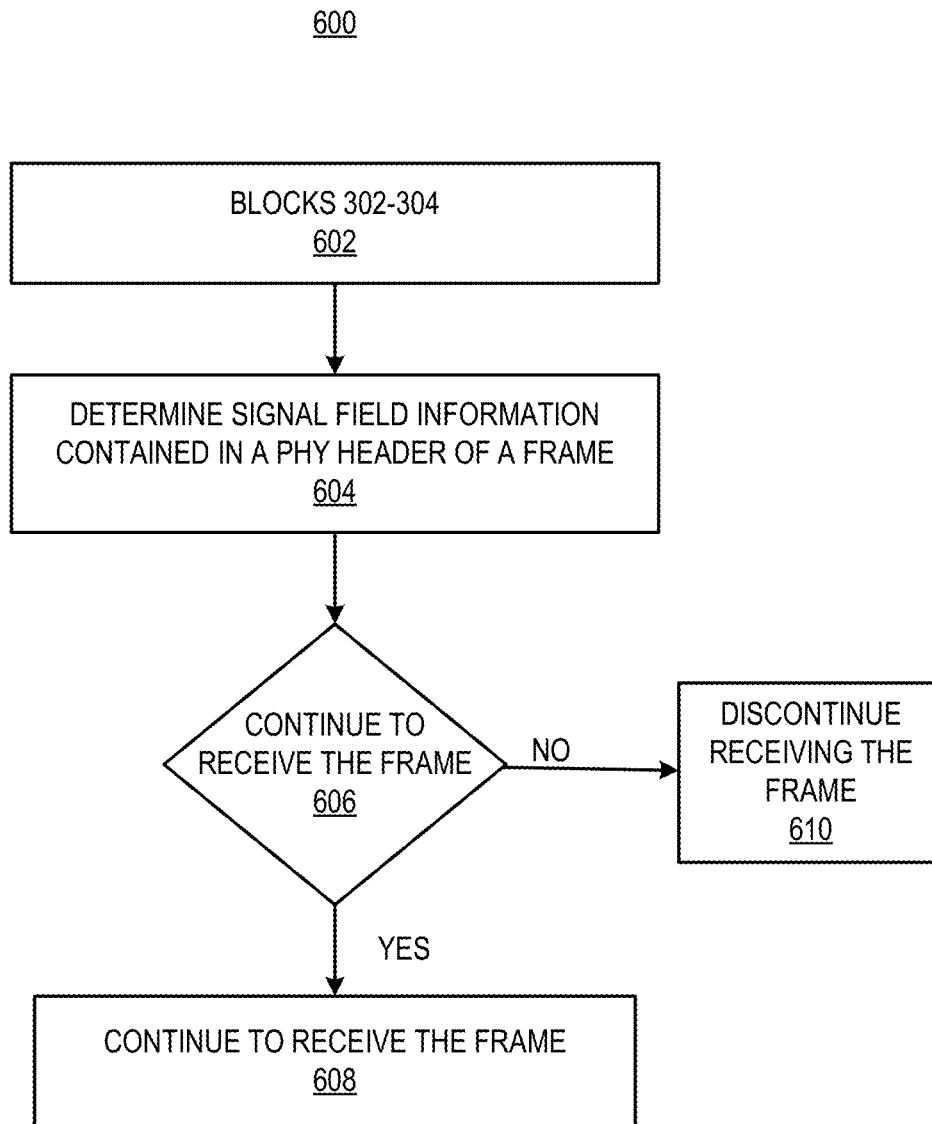 600
BLOCKS 302-304
602
DETERMINE SIGNAL FIELD INFORMATION
CONTAINED IN A PHY HEADER OF A FRAME
604
CONTINUE TO
RECEIVE THE FRAME
606
NO
DISCONTINUE
RECEIVING THE
FRAME
610
YES
CONTINUE TO RECEIVE THE FRAME
608